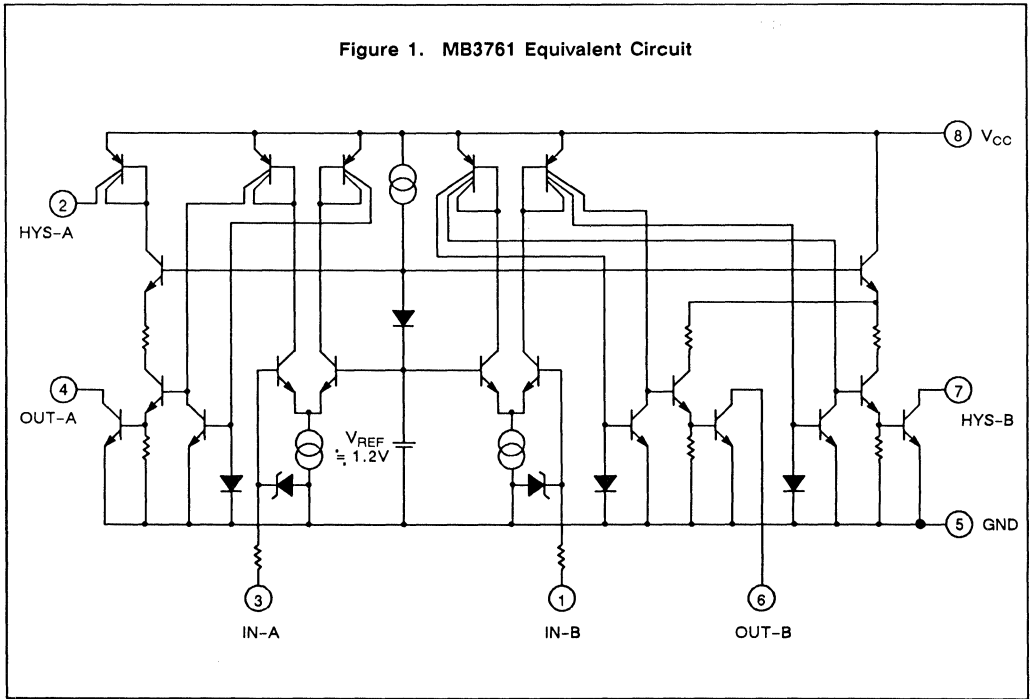 Figure 1. MB3761 Equivalent Circuit
8 VCC
2
HYS-A
4
OUT-A
VREF
≒ 1.2V
7
HYS-B
5 GND
3
IN-A
1
IN-B
6
OUT-B